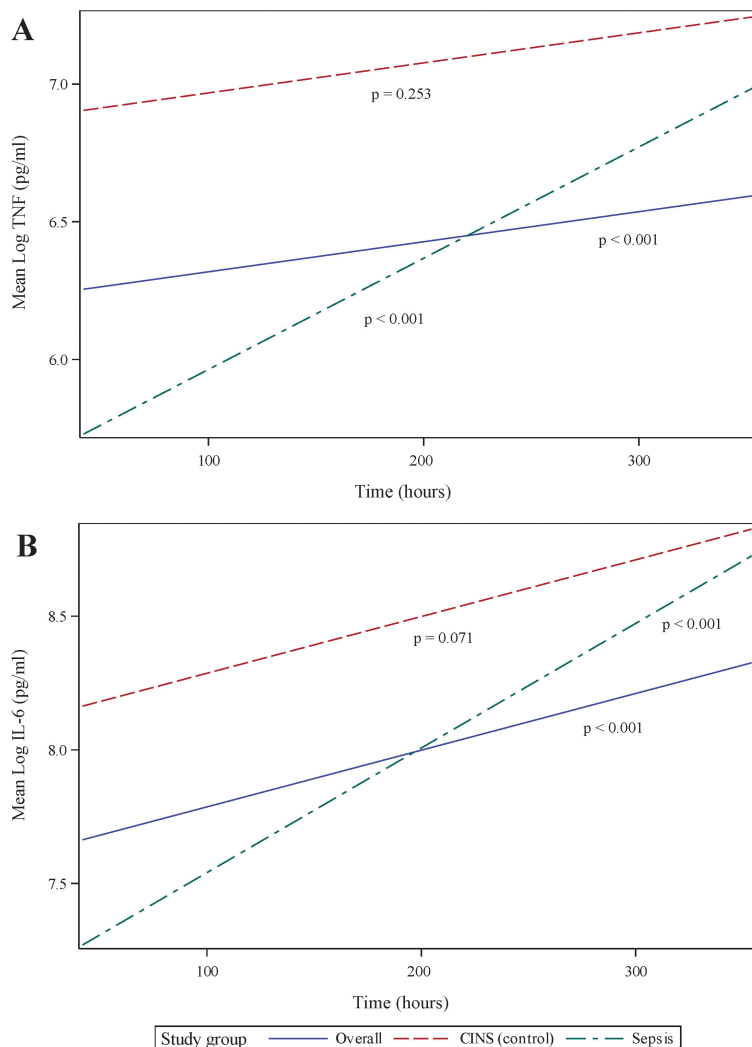 A
Mean Log TNF (pg/ml)
7.0
6.5
6.0
p = 0.253
p < 0.001
p < 0.001
100 200 300
Time (hours)
B
Mean Log IL-6 (pg/ml)
8.5
8.0
7.5
p = 0.071
p < 0.001
p < 0.001
100 200 300
Time (hours)
Study group Overall CINS (control) Sepsis